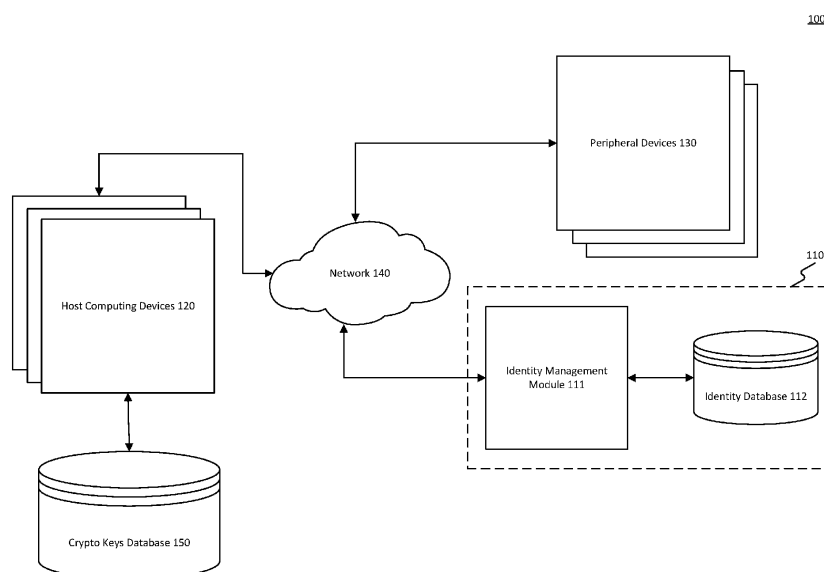 100
Peripheral Devices 130
110
Network 140
Host Computing Devices 120
Identity Management
Module 111
Identity Database 112
Crypto Keys Database 150